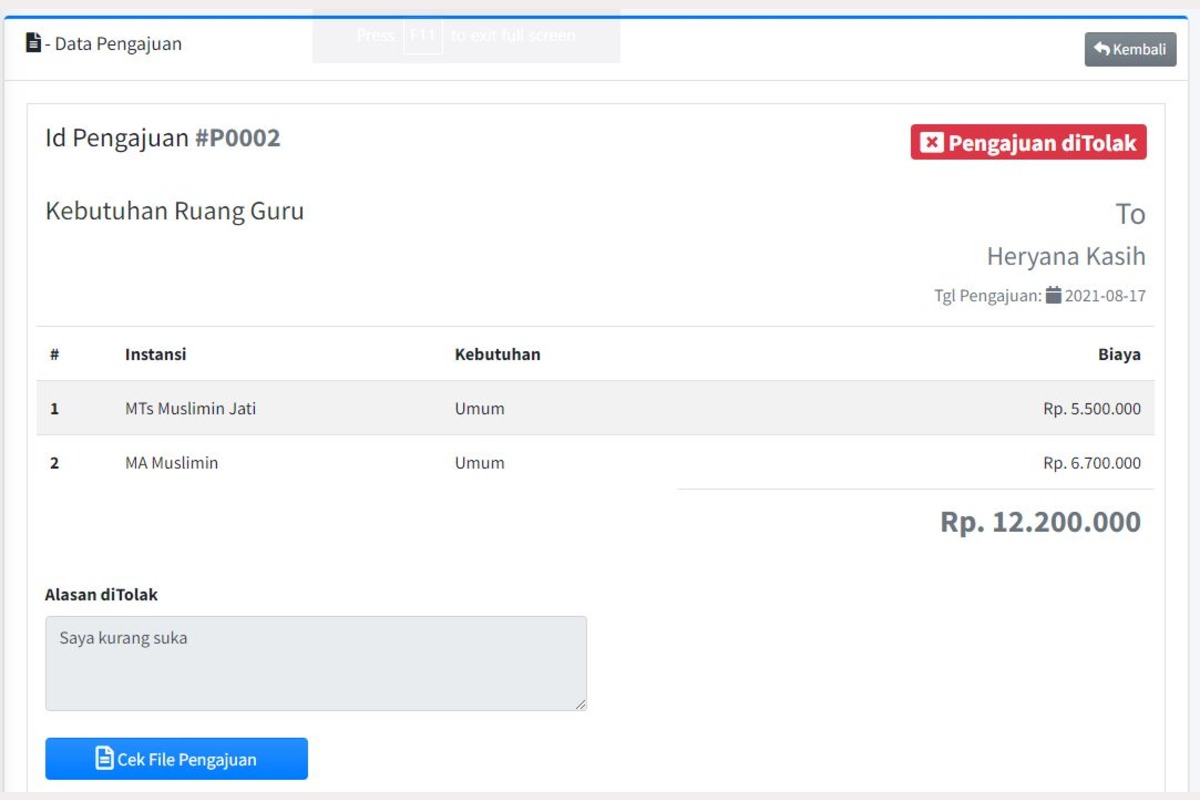 - Data Pengajuan
Press F11 to exit full screen
Kembali
Id Pengajuan #P0002
Pengajuan diTolak
Kebutuhan Ruang Guru
To
Heryana Kasih
Tgl Pengajuan: 2021-08-17
# Instansi Kebutuhan Biaya
1 MTs Muslimin Jati Umum Rp. 5.500.000
2 MA Muslimin Umum Rp. 6.700.000
Rp. 12.200.000
Alasan diTolak
Saya kurang suka
Cek File Pengajuan